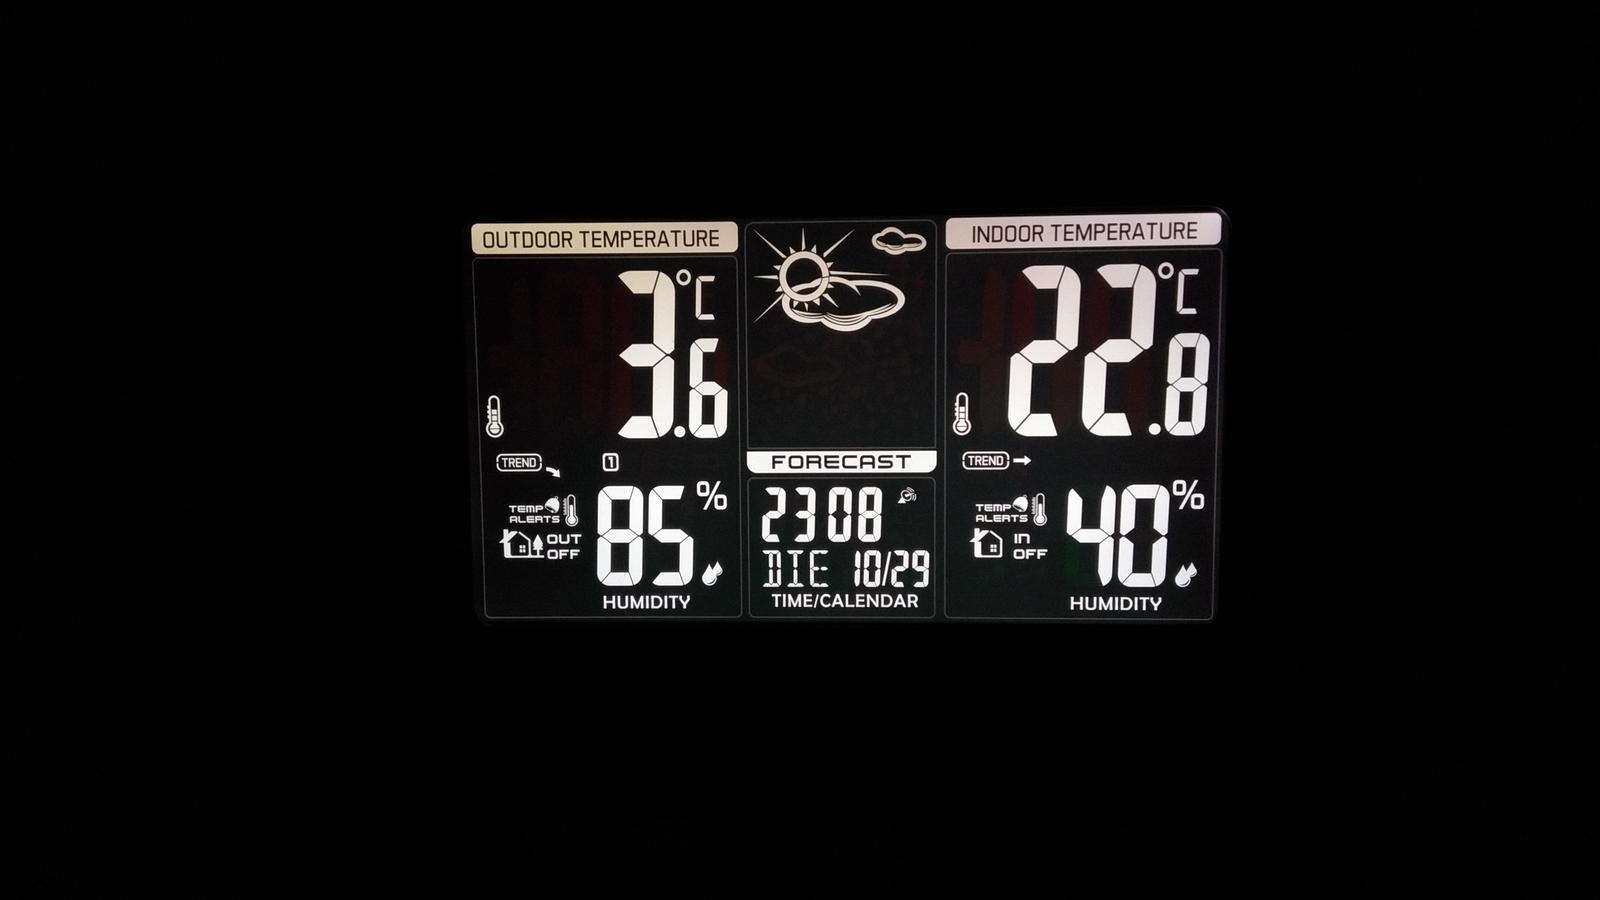 OUTDOOR TEMPERATURE
3.6 °C
TREND
1
TEMP ALERTS
OUT OFF
85 %
HUMIDITY
FORECAST
2308
DIE 10/29
TIME/CALENDAR
INDOOR TEMPERATURE
22.8 °C
TREND
TEMP ALERTS
IN OFF
40 %
HUMIDITY